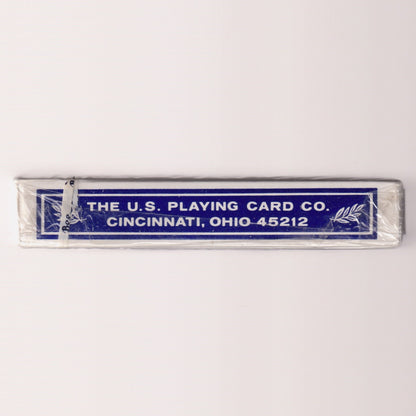 THE U.S. PLAYING CARD CO.
CINCINNATI, OHIO 45212